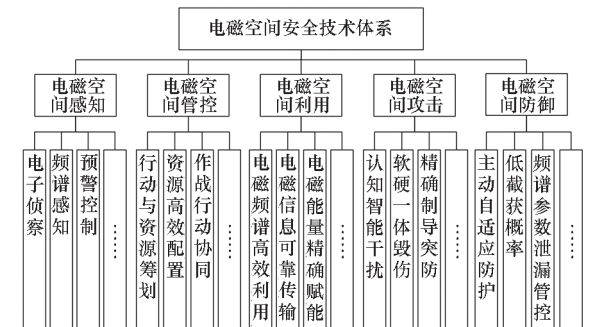 电磁空间安全技术体系
电磁空
间感知
电磁空
间管控
电磁空
间利用
电磁空
间攻击
电磁空
间防御
电子侦察
频谱感知
预警控制
……
行动与资源筹划
资源高效配置
作战行动协同
……
电磁频谱高效利用
电磁信息可靠传输
电磁能量精确赋能
……
认知智能干扰
软硬一体毁伤
精确制导突防
……
主动自适应防护
低截获概率
频谱参数泄漏管控
……